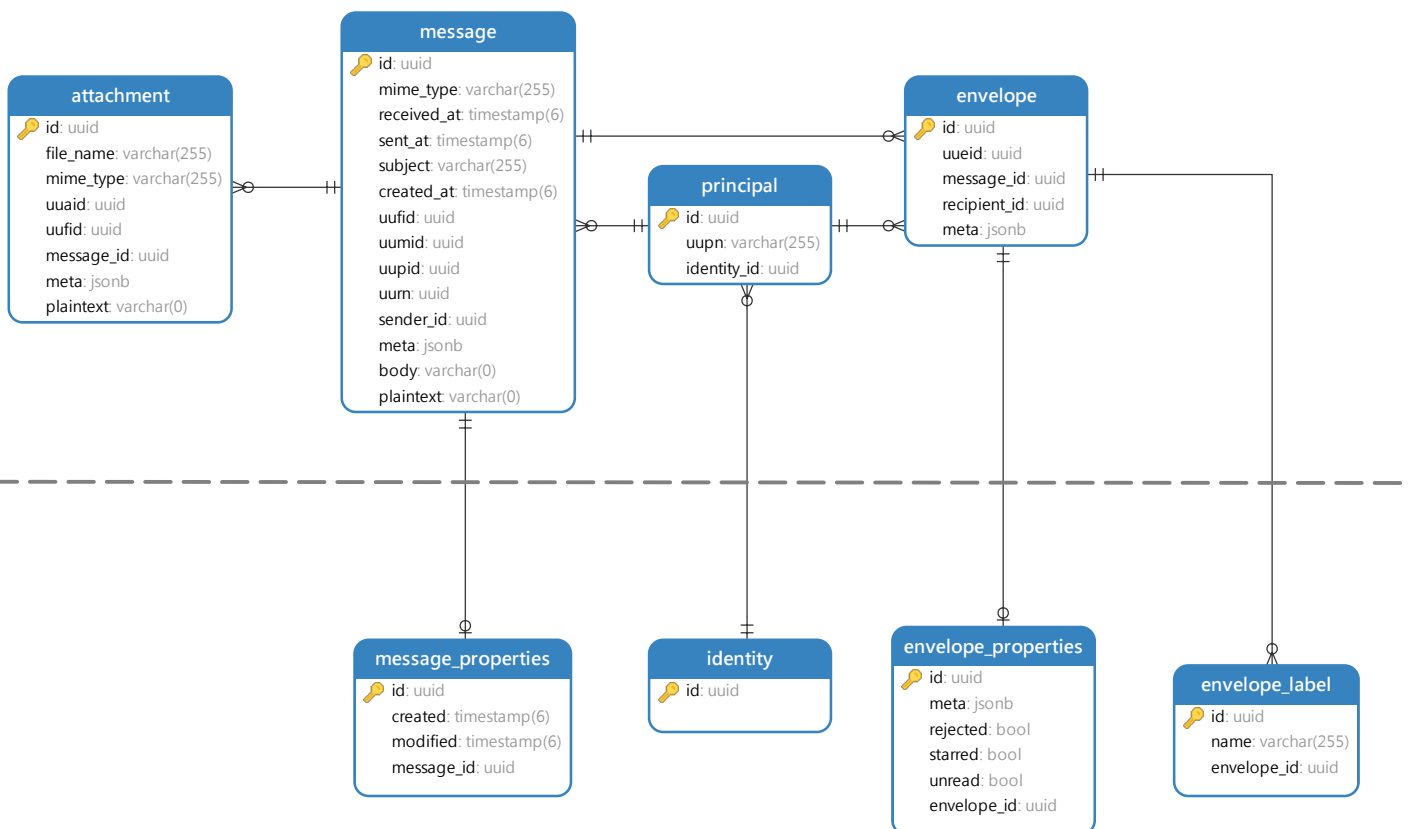 message
id: uuid
mime_type: varchar(255)
received_at: timestamp(6)
sent_at: timestamp(6)
subject: varchar(255)
created_at: timestamp(6)
uufid: uuid
uumid: uuid
uupid: uuid
uurn: uuid
sender_id: uuid
meta: jsonb
body: varchar(0)
plaintext: varchar(0)
attachment
id: uuid
file_name: varchar(255)
mime_type: varchar(255)
uuaid: uuid
uufid: uuid
message_id: uuid
meta: jsonb
plaintext: varchar(0)
principal
id: uuid
uupn: varchar(255)
identity_id: uuid
envelope
id: uuid
uueid: uuid
message_id: uuid
recipient_id: uuid
meta: jsonb
message_properties
id: uuid
created: timestamp(6)
modified: timestamp(6)
message_id: uuid
identity
id: uuid
envelope_properties
id: uuid
meta: jsonb
rejected: bool
starred: bool
unread: bool
envelope_id: uuid
envelope_label
id: uuid
name: varchar(255)
envelope_id: uuid